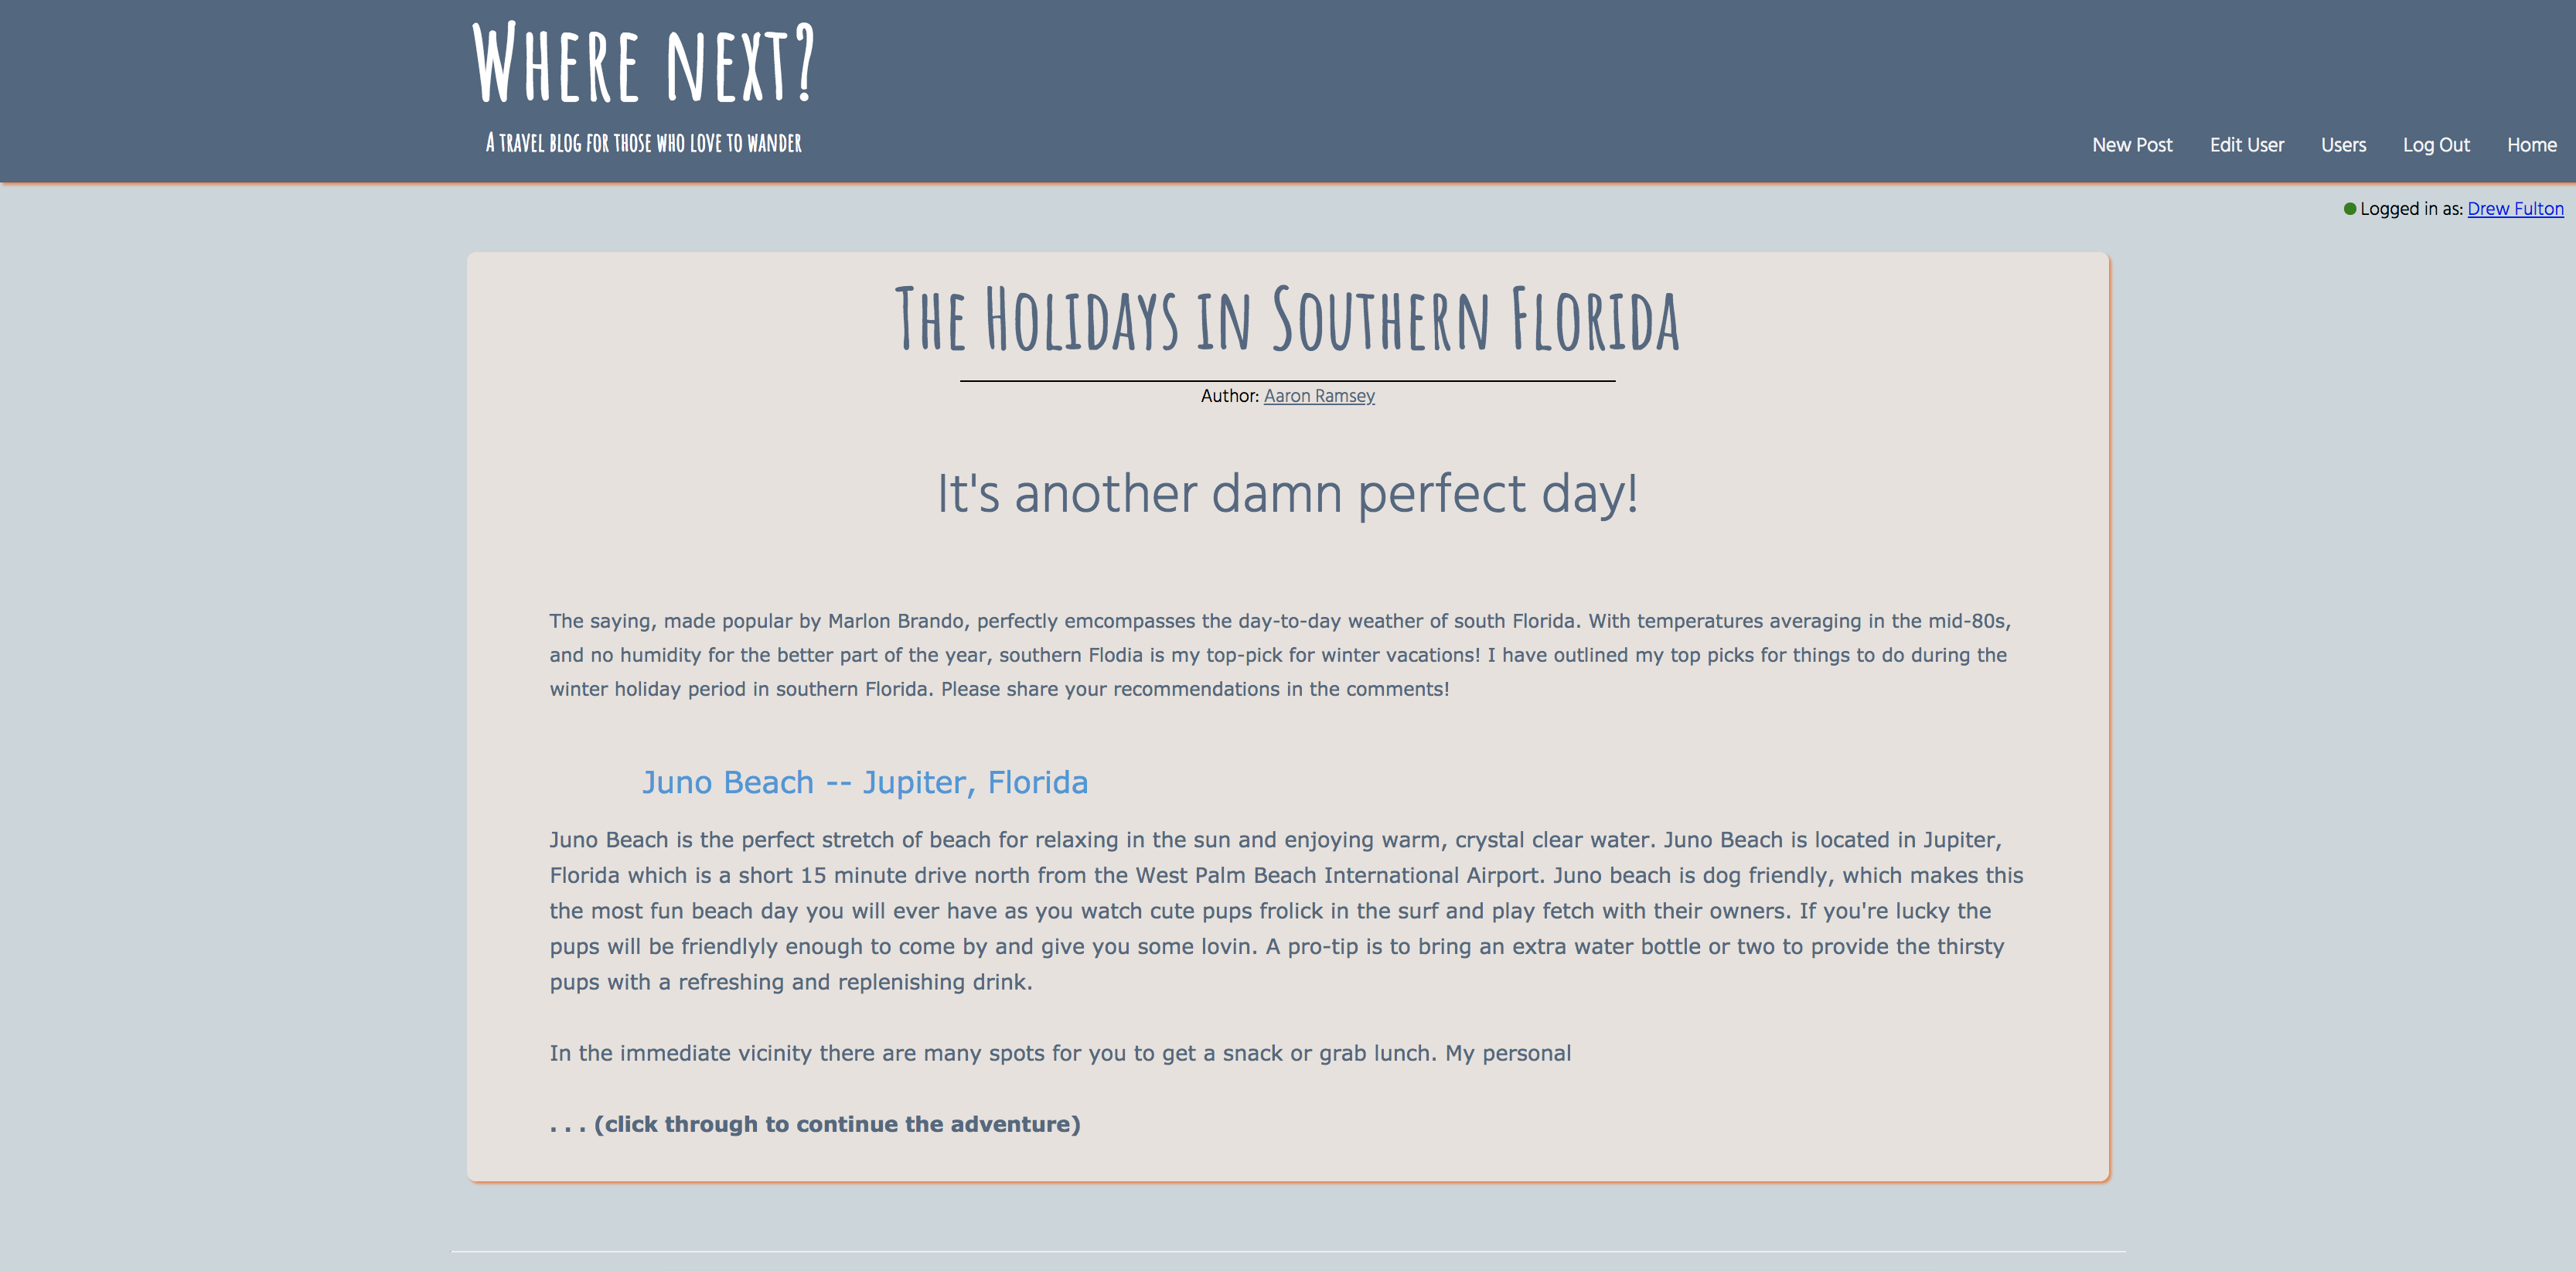 Where next?
A travel blog for those who love to wander
New Post Edit User Users Log Out Home
Logged in as: Drew Fulton
The Holidays in Southern Florida
Author: Aaron Ramsey
It's another damn perfect day!
The saying, made popular by Marlon Brando, perfectly emcompasses the day-to-day weather of south Florida. With temperatures averaging in the mid-80s,
and no humidity for the better part of the year, southern Flodia is my top-pick for winter vacations! I have outlined my top picks for things to do during the
winter holiday period in southern Florida. Please share your recommendations in the comments!
Juno Beach -- Jupiter, Florida
Juno Beach is the perfect stretch of beach for relaxing in the sun and enjoying warm, crystal clear water. Juno Beach is located in Jupiter,
Florida which is a short 15 minute drive north from the West Palm Beach International Airport. Juno beach is dog friendly, which makes this
the most fun beach day you will ever have as you watch cute pups frolick in the surf and play fetch with their owners. If you're lucky the
pups will be friendlyly enough to come by and give you some lovin. A pro-tip is to bring an extra water bottle or two to provide the thirsty
pups with a refreshing and replenishing drink.
In the immediate vicinity there are many spots for you to get a snack or grab lunch. My personal
. . . (click through to continue the adventure)